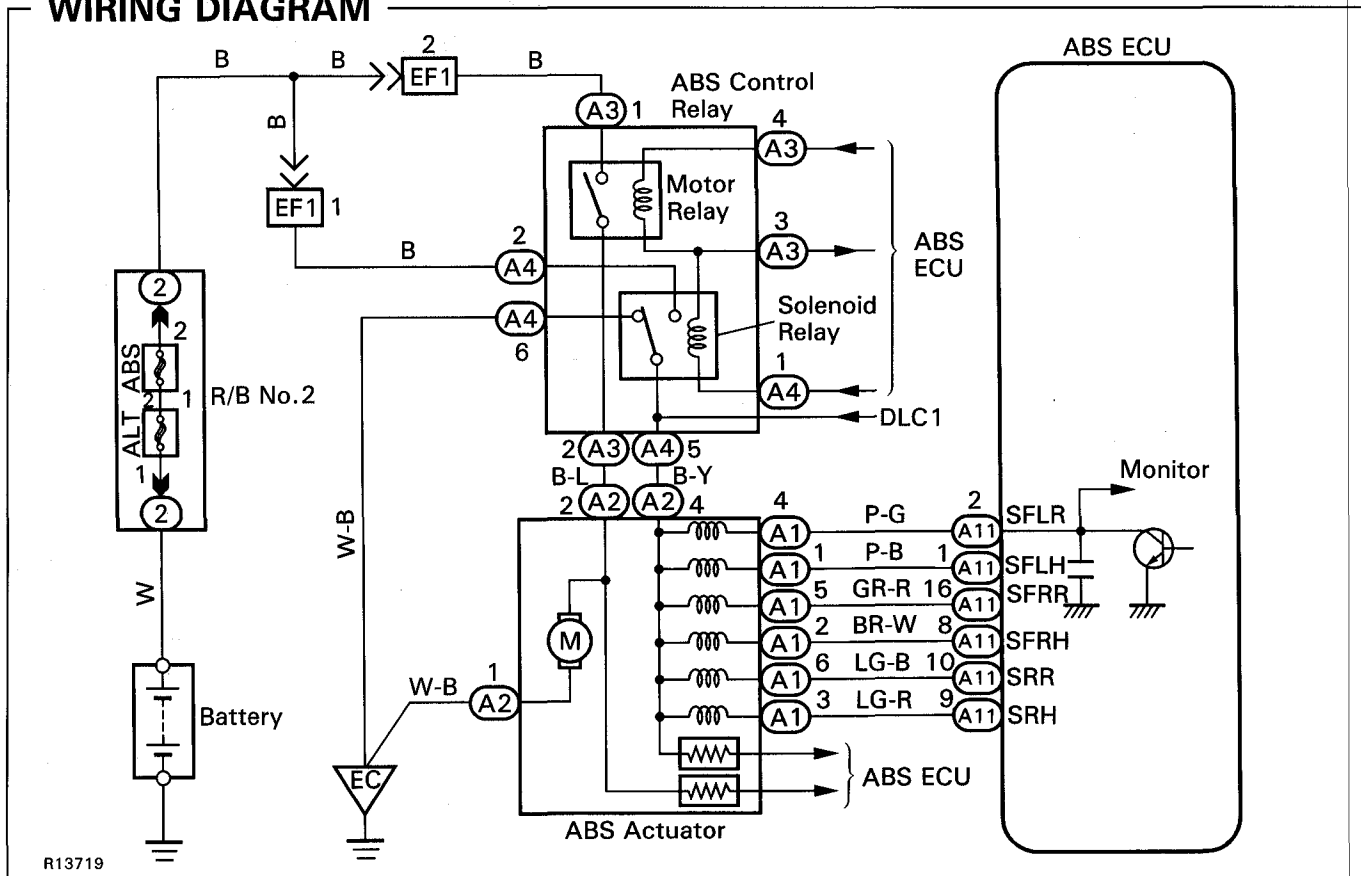 WIRING DIAGRAM
ABS ECU
B B 2 EF1 B
ABS Control
Relay
A3 1
4 A3
B
EF1 1
Motor
Relay
3 A3
ABS
ECU
B 2 A4
A4 6
Solenoid
Relay
1 A4
DLC1
2
2
ABS
1
2
ALT
1
2
R/B No.2
2 A3 A4 5
B-L B-Y
2 A2 A2 4
Monitor
W-B
W
4 A1 P-G 2 A11 SFLR
A1 1 P-B 1 A11 SFLH
A1 5 GR-R 16 A11 SFRR
A1 2 BR-W 8 A11 SFRH
A1 6 LG-B 10 A11 SRR
A1 3 LG-R 9 A11 SRH
M
W-B 1 A2
Battery
EC
ABS ECU
ABS Actuator
R13719